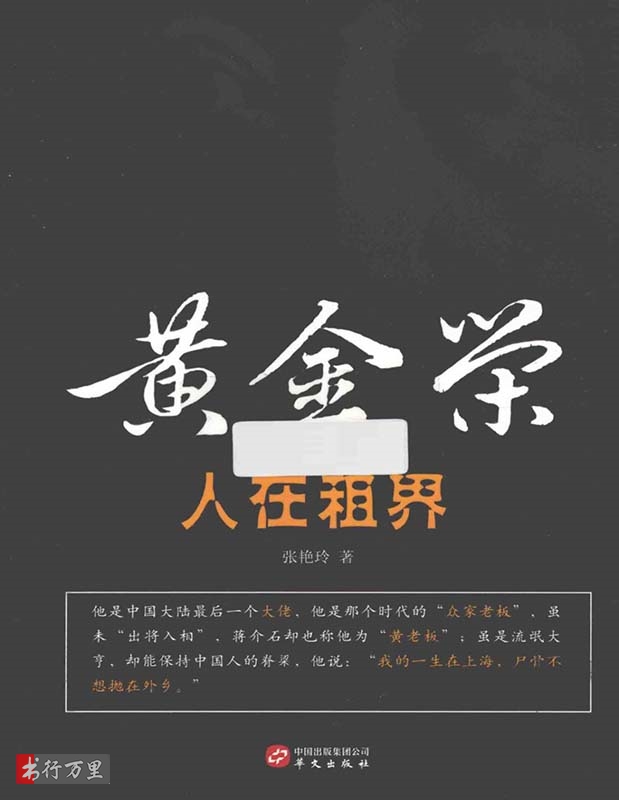 黄金荣
人在租界
张艳玲 著
他是中国大陆最后一个大佬，他是那个时代的“众家老板”，虽
未“出将入相”，蒋介石却也称他为“黄老板”；虽是流氓大
亨，却能保持中国人的脊梁，他说：“我的一生在上海，尸骨不
想抛在外乡。”
中国出版集团公司
华文出版社
书行万里